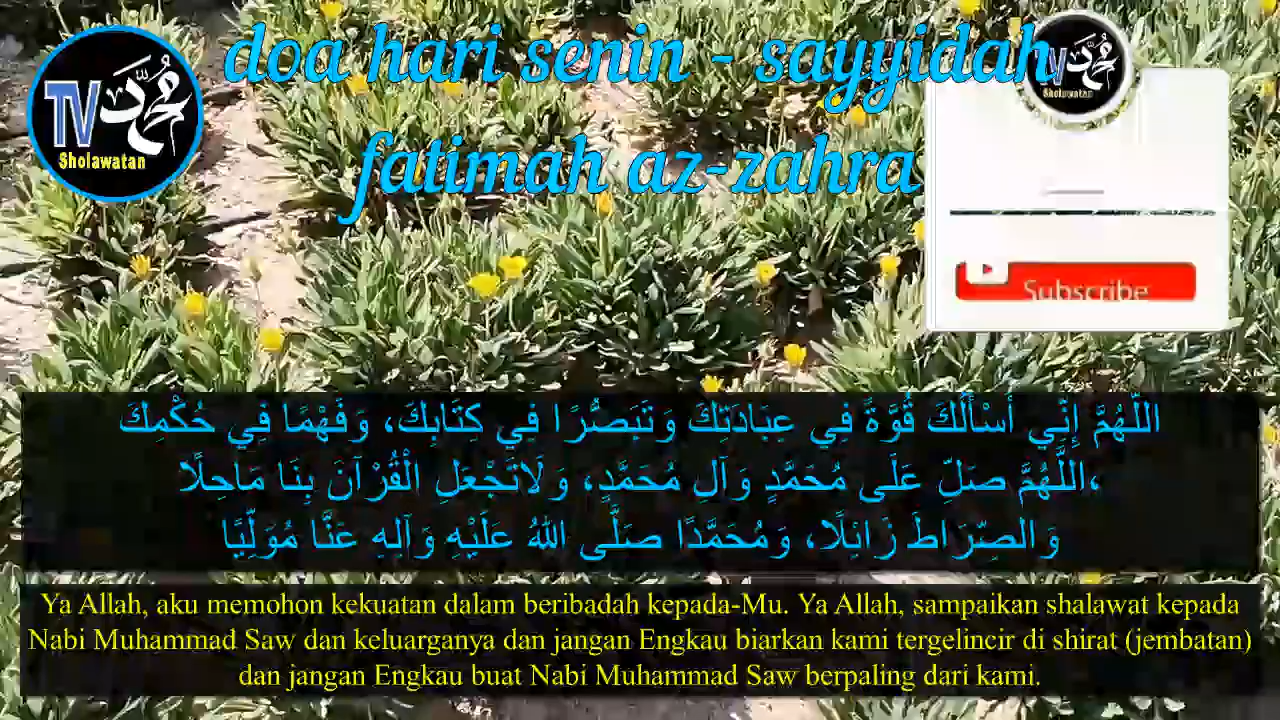 doa hari senin - sayyidah
fatimah az-zahra
TV محمد
Sholawatan
محمد
Sholawatan
Subscribe
اللَّهُمَّ إِنِّي أَسْأَلُكَ قُوَّةً فِي عِبَادَتِكَ وَتَبَصُّرًا فِي كِتَابِكَ، وَفَهْمًا فِي حُكْمِكَ
،اللَّهُمَّ صَلِّ عَلَى مُحَمَّدٍ وَآلِ مُحَمَّدٍ، وَلَاتَجْعَلِ الْقُرْآنَ بِنَا مَاحِلًا
وَالصِّرَاطَ زَائِلًا، وَمُحَمَّدًا صَلَّى اللهُ عَلَيْهِ وَآلِهِ عَنَّا مُوَلِّيًا
Ya Allah, aku memohon kekuatan dalam beribadah kepada-Mu. Ya Allah, sampaikan shalawat kepada
Nabi Muhammad Saw dan keluarganya dan jangan Engkau biarkan kami tergelincir di shirat (jembatan)
dan jangan Engkau buat Nabi Muhammad Saw berpaling dari kami.